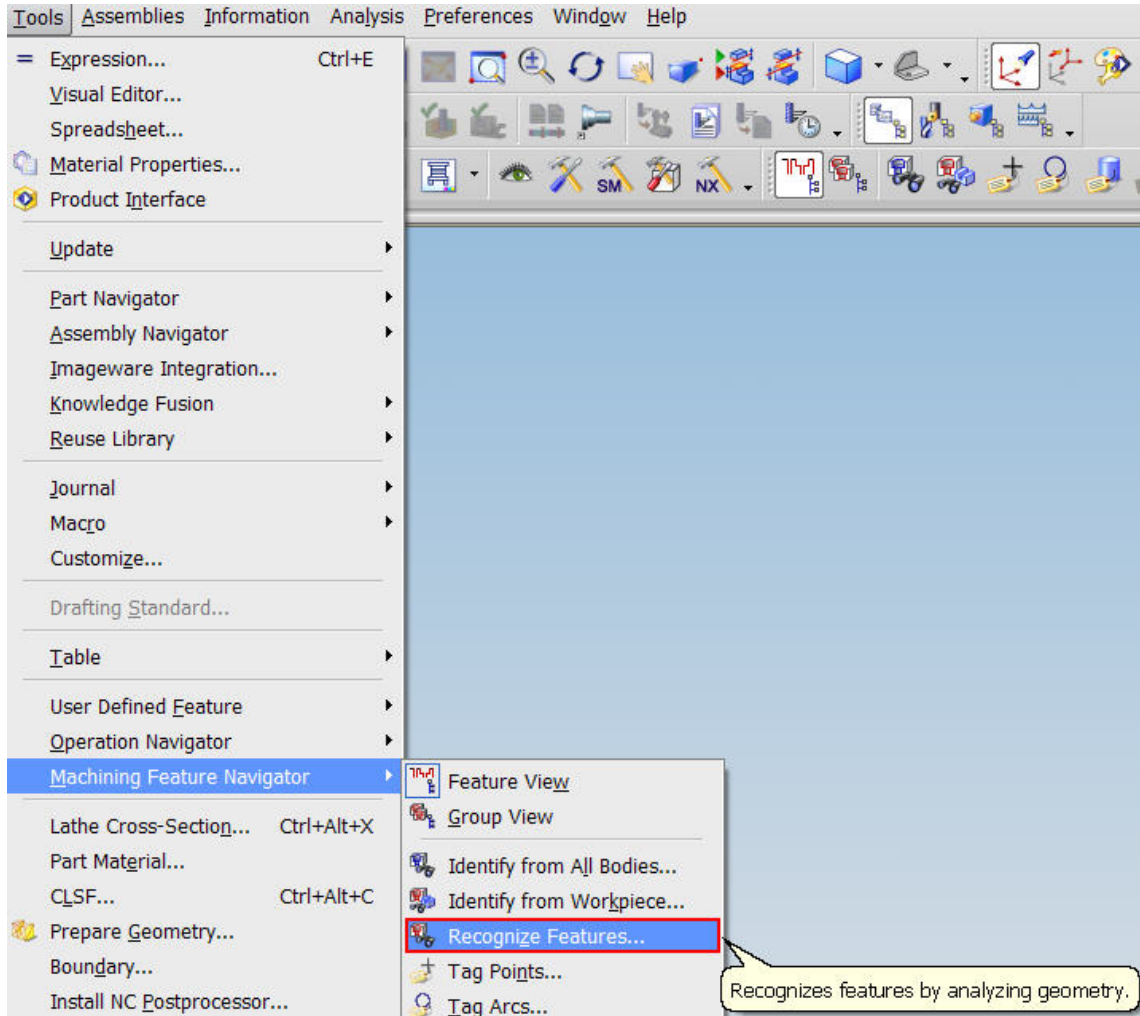 Tools Assemblies Information Analysis Preferences Window Help
Expression... Ctrl+E
Visual Editor...
Spreadsheet...
Material Properties...
Product Interface
Update
Part Navigator
Assembly Navigator
Imageware Integration...
Knowledge Fusion
Reuse Library
Journal
Macro
Customize...
Drafting Standard...
Table
User Defined Feature
Operation Navigator
Machining Feature Navigator
Lathe Cross-Section... Ctrl+Alt+X
Part Material...
CLSF... Ctrl+Alt+C
Prepare Geometry...
Boundary...
Install NC Postprocessor...
SM NX
Feature View
Group View
Identify from All Bodies...
Identify from Workpiece...
Recognize Features...
Tag Points...
Tag Arcs...
Recognizes features by analyzing geometry.